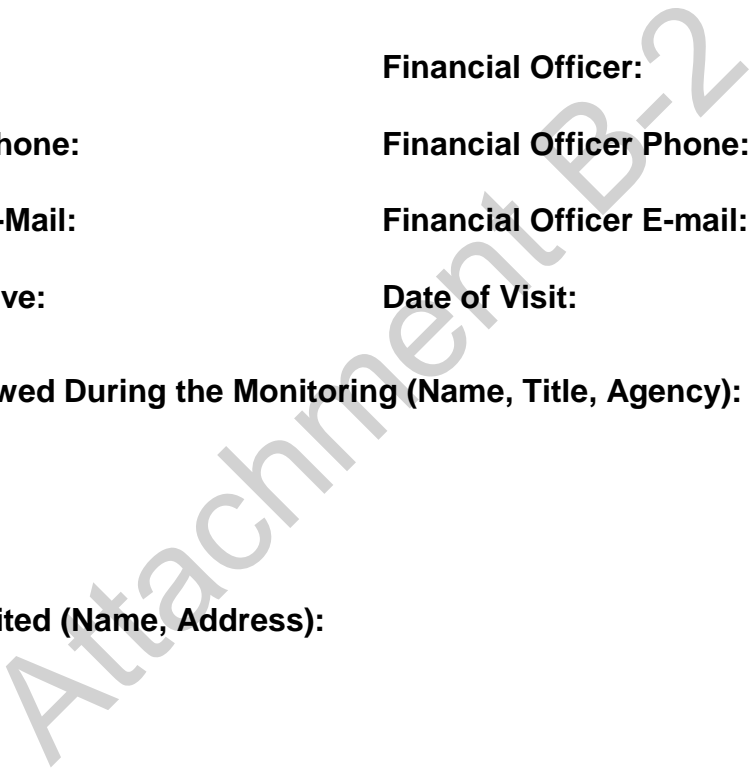 Financial Officer:
hone: Financial Officer Phone:
-Mail: Financial Officer E-mail:
ve: Date of Visit:
wed During the Monitoring (Name, Title, Agency):
ited (Name, Address):
Attachment B-2